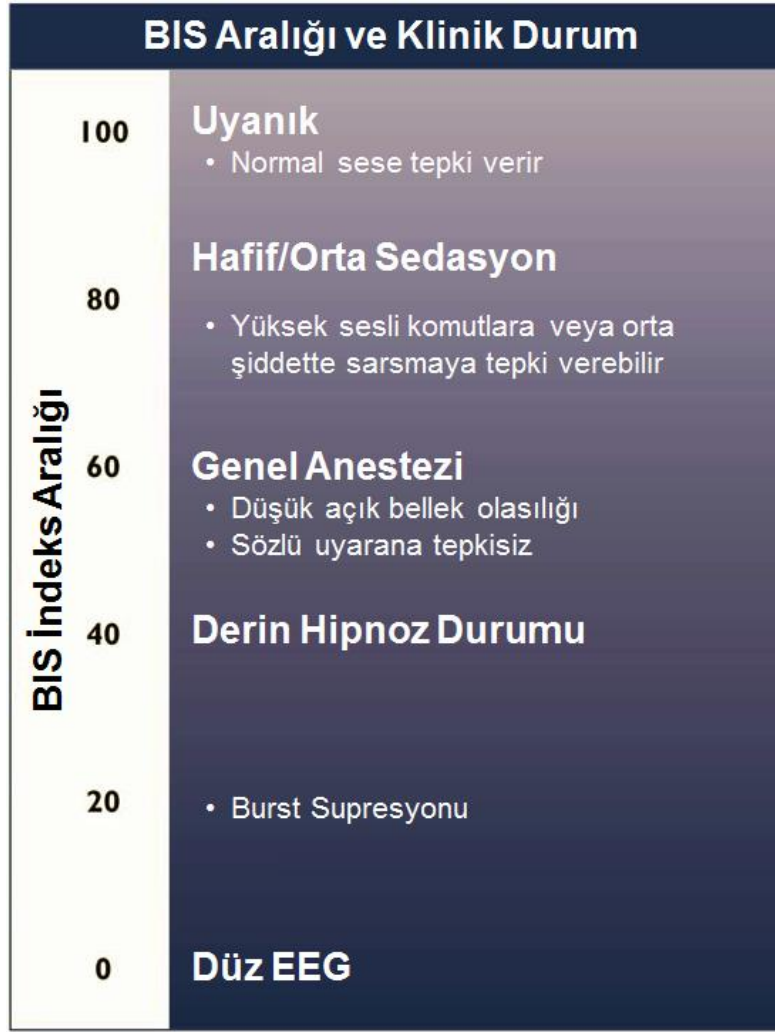 BIS Aralığı ve Klinik Durum
BIS İndeks Aralığı
100
Uyanık
• Normal sese tepki verir
Hafif/Orta Sedasyon
80
• Yüksek sesli komutlara veya orta
şiddette sarsmaya tepki verebilir
60
Genel Anestezi
• Düşük açık bellek olasılığı
• Sözlü uyarana tepkisiz
40
Derin Hipnoz Durumu
20
• Burst Supresyonu
0
Düz EEG